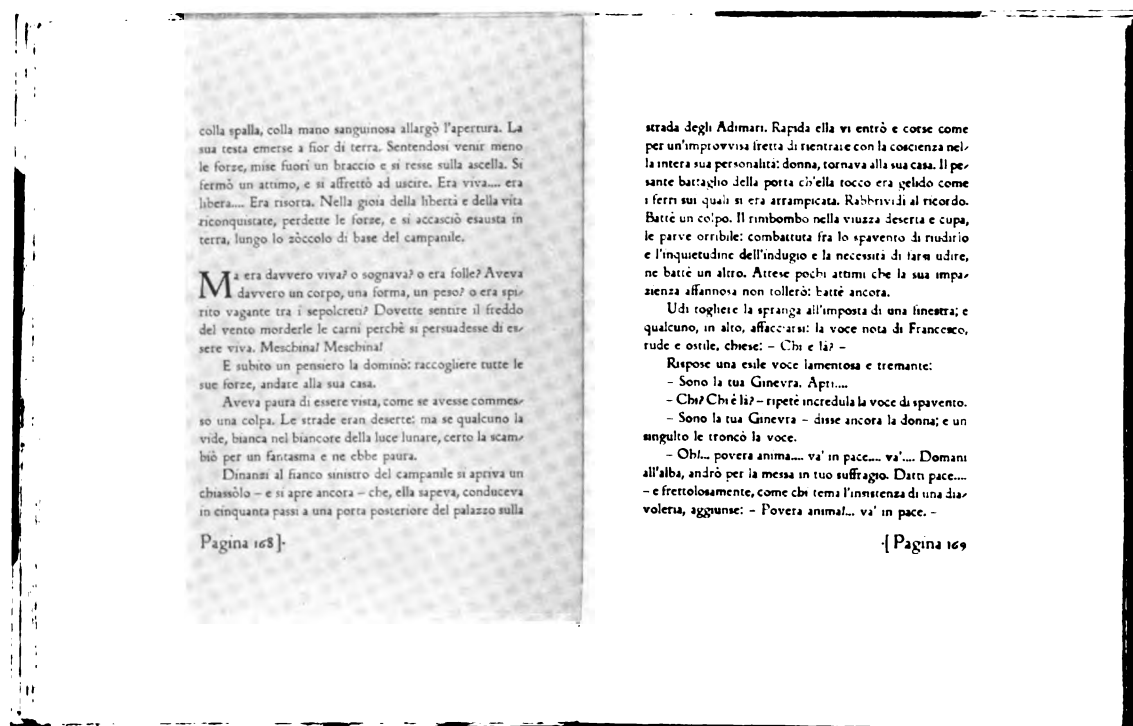 colla spalla, colla mano sanguinosa allargò l'apertura. La
sua testa emerse a fior di terra. Sentendosi venir meno
le forze, mise fuori un braccio e si resse sulla ascella. Si
fermò un attimo, e si affrettò ad uscire. Era viva.... era
libera.... Era risorta. Nella gioia della libertà e della vita
riconquistate, perdette le forze, e si accasciò esausta in
terra, lungo lo zòccolo di base del campanile.
Ma era davvero viva? o sognava? o era folle? Aveva
davvero un corpo, una forma, un peso? o era spi-
rito vagante tra i sepolcreti? Dovette sentire il freddo
del vento morderle le carni perchè si persuadesse di es-
sere viva. Meschina! Meschina!
E subito un pensiero la dominò: raccogliere tutte le
sue forze, andare alla sua casa.
Aveva paura di essere vista, come se avesse commes-
so una colpa. Le strade eran deserte: ma se qualcuno la
vide, bianca nel biancore della luce lunare, certo la scam-
biò per un fantasma e ne ebbe paura.
Dinanzi al fianco sinistro del campanile si apriva un
chiassòlo – e si apre ancora – che, ella sapeva, conduceva
in cinquanta passi a una porta posteriore del palazzo sulla
Pagina 168]·
strada degli Adimari. Rapida ella vi entrò e corse come
per un'improvvisa fretta di rientrare con la coscienza nel-
la intera sua personalità: donna, tornava alla sua casa. Il pe-
sante battaglio della porta ch'ella toccò era gelido come
i ferri sui quali si era arrampicata. Rabbrividì al ricordo.
Battè un colpo. Il rimbombo nella viuzza deserta e cupa,
le parve orribile: combattuta fra lo spavento di riudirlo
e l'inquietudine dell'indugio e la necessità di farsi udire,
ne battè un altro. Attese pochi attimi che la sua impa-
zienza affannosa non tollerò: battè ancora.
Udì togliere la spranga all'imposta di una finestra; e
qualcuno, in alto, affacciarsi: la voce nota di Francesco,
rude e ostile, chiese: – Chi è là? –
Rispose una esile voce lamentosa e tremante:
– Sono la tua Ginevra. Apri....
– Chi? Chi è là? – ripetè incredula la voce di spavento.
– Sono la tua Ginevra – disse ancora la donna; e un
singulto le troncò la voce.
– Oh!... povera anima.... va' in pace.... va'.... Domani
all'alba, andrò per la messa in tuo suffragio. Datti pace....
– e frettolosamente, come chi tema l'insistenza di una dia-
voleria, aggiunse: – Povera anima!... va' in pace. –
·[Pagina 169